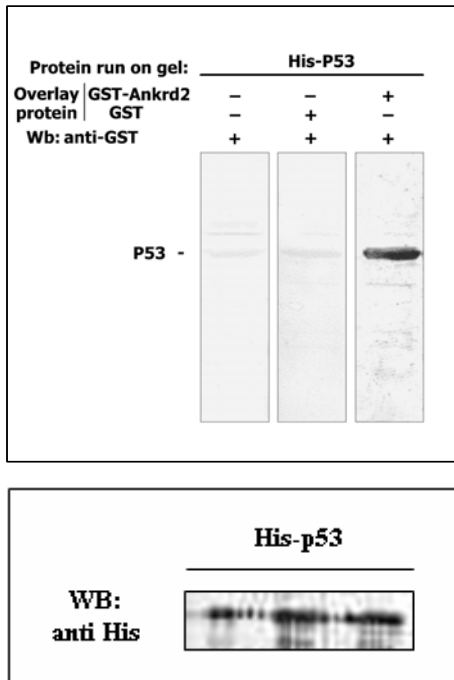 Protein run on gel: His-P53
Overlay protein | GST-Ankrd2 − − +
GST − + −
Wb: anti-GST + + +
P53 -
His-p53
WB:
anti His